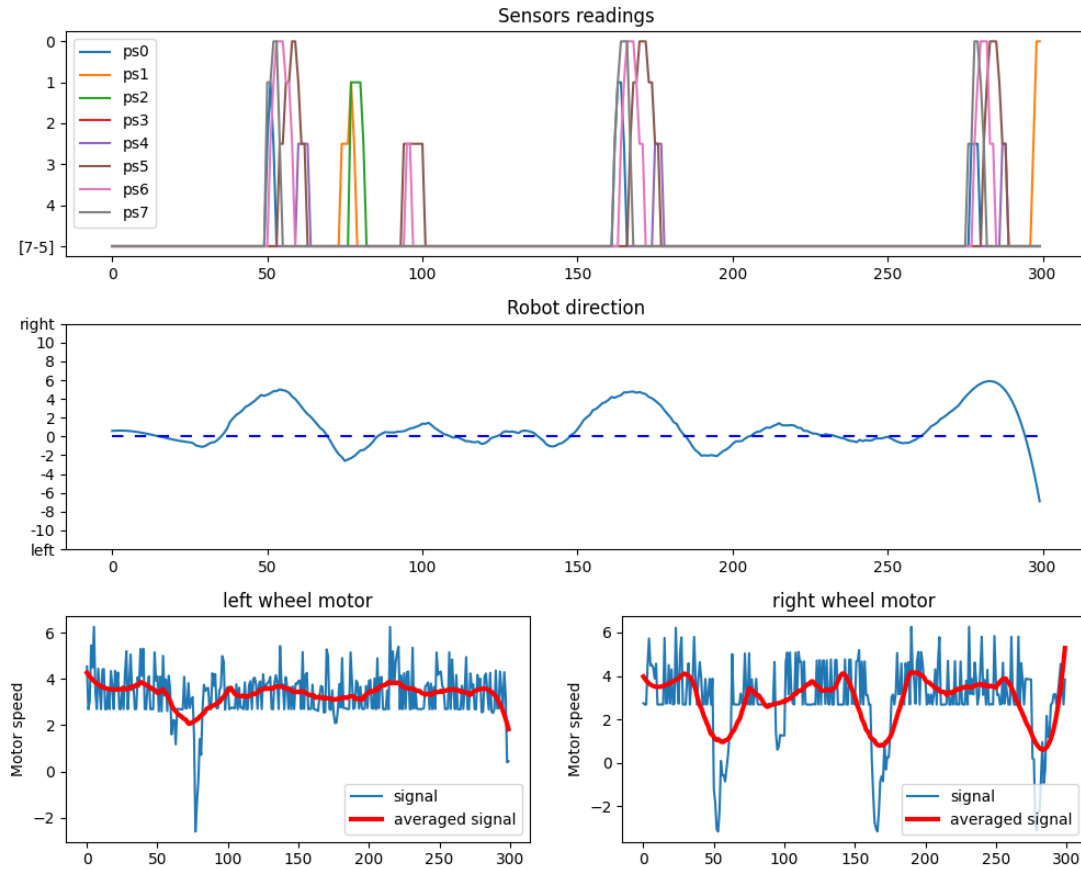 Sensors readings
0
1
2
3
4
[7-5]
ps0
ps1
ps2
ps3
ps4
ps5
ps6
ps7
0 50 100 150 200 250 300
Robot direction
right
10
8
6
4
2
0
-2
-4
-6
-8
-10
left
0 50 100 150 200 250 300
left wheel motor
Motor speed
6
4
2
0
−2
signal
averaged signal
0 50 100 150 200 250 300
right wheel motor
Motor speed
6
4
2
0
−2
signal
averaged signal
0 50 100 150 200 250 300